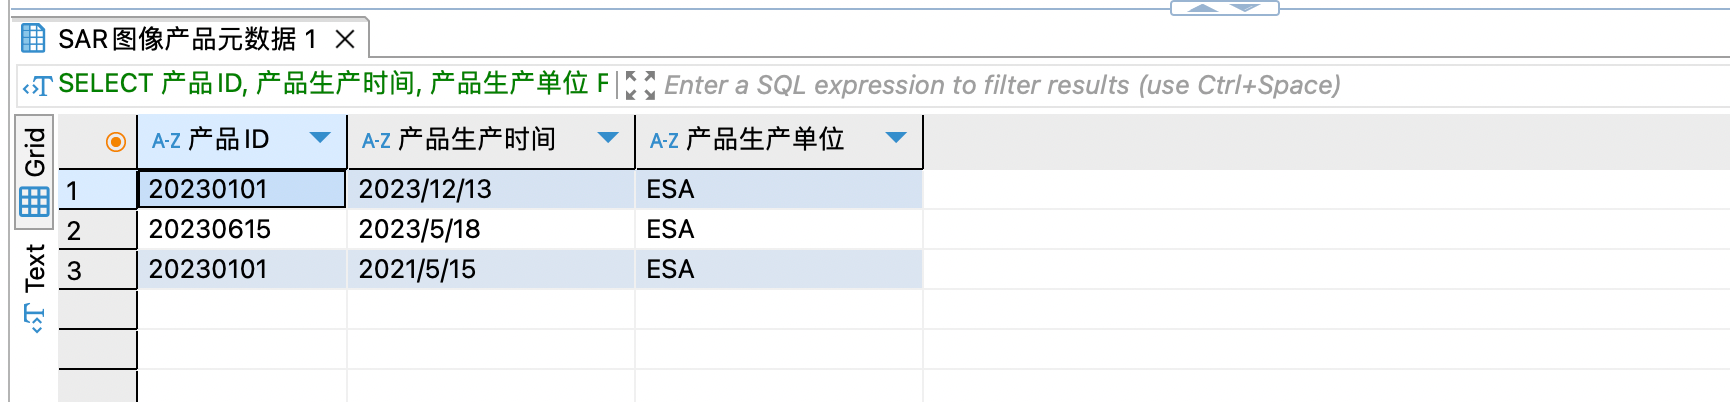 SAR图像产品元数据 1
SELECT 产品ID, 产品生产时间, 产品生产单位 F Enter a SQL expression to filter results (use Ctrl+Space)
Grid
Text
A-Z 产品ID A-Z 产品生产时间 A-Z 产品生产单位
1 20230101 2023/12/13 ESA
2 20230615 2023/5/18 ESA
3 20230101 2021/5/15 ESA